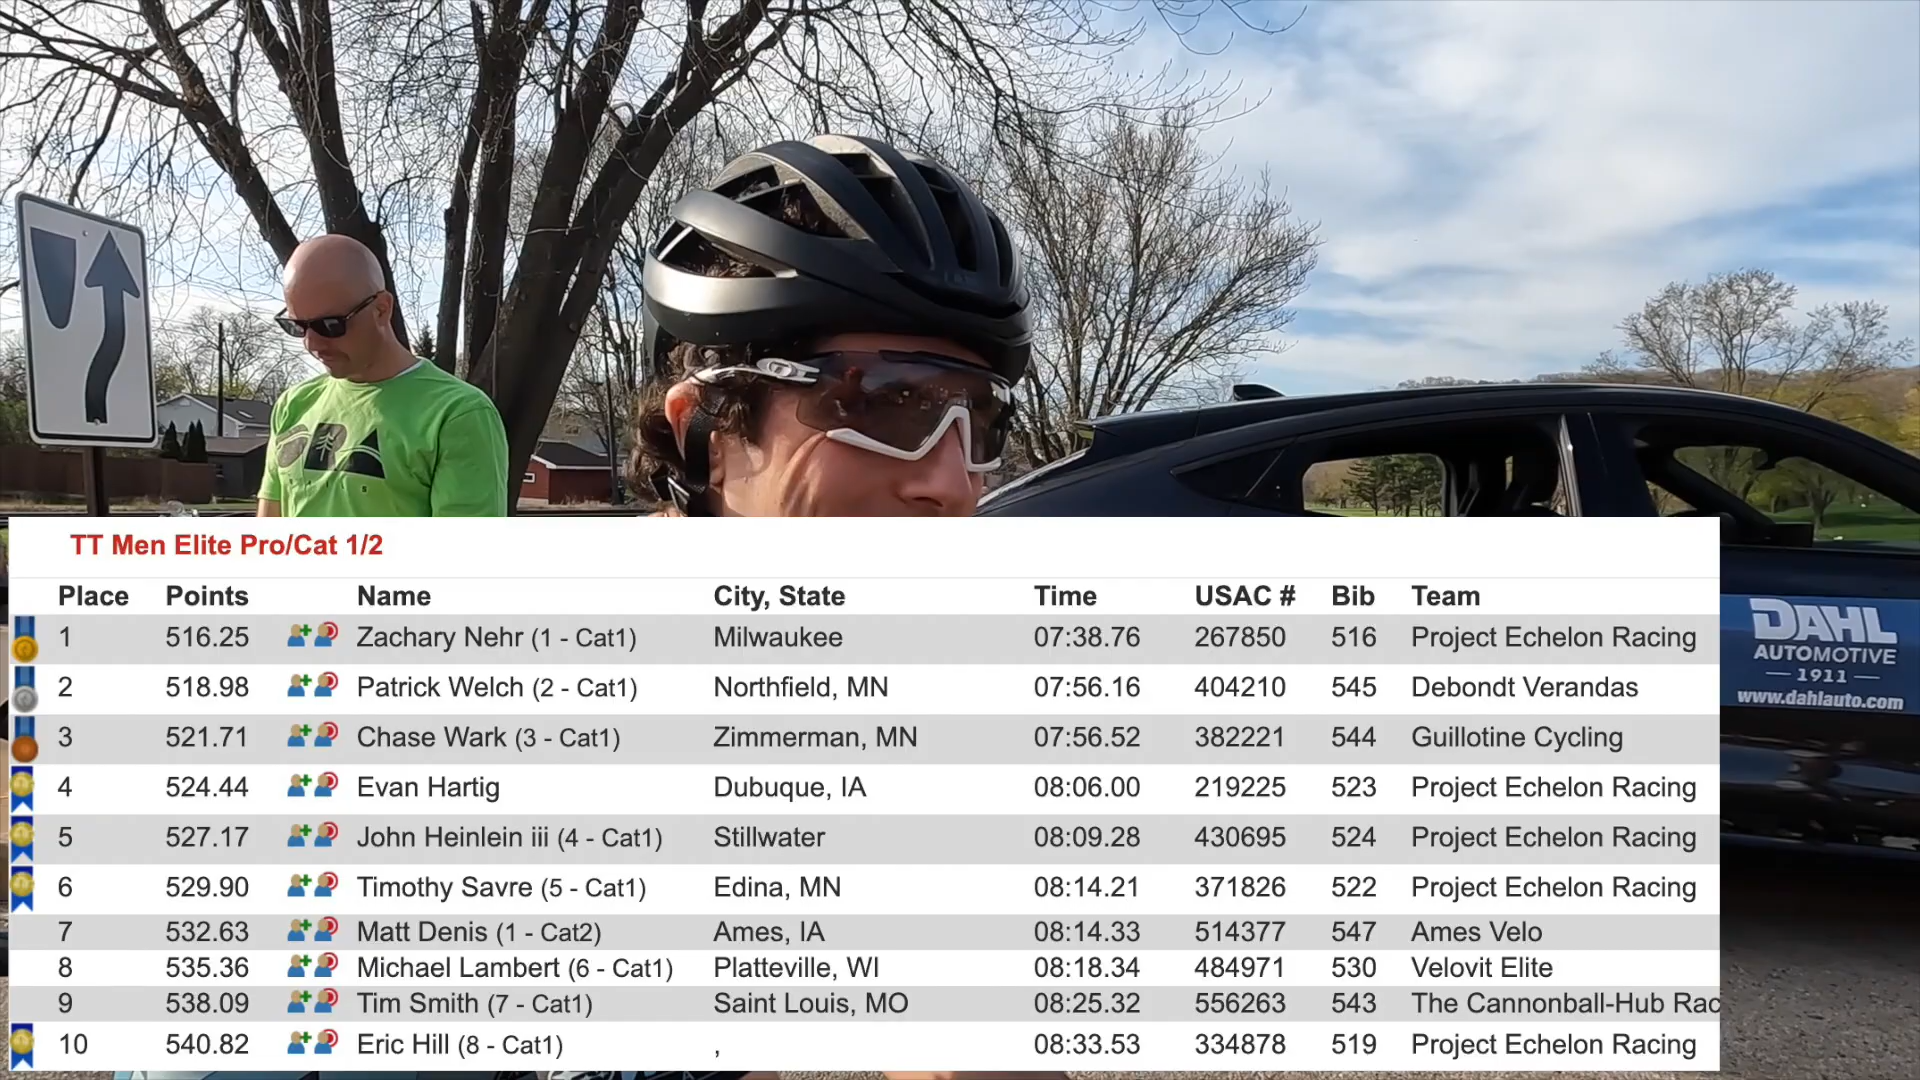 TT Men Elite Pro/Cat 1/2
Place Points Name City, State Time USAC # Bib Team
1 516.25 Zachary Nehr (1 - Cat1) Milwaukee 07:38.76 267850 516 Project Echelon Racing
2 518.98 Patrick Welch (2 - Cat1) Northfield, MN 07:56.16 404210 545 Debondt Verandas
3 521.71 Chase Wark (3 - Cat1) Zimmerman, MN 07:56.52 382221 544 Guillotine Cycling
4 524.44 Evan Hartig Dubuque, IA 08:06.00 219225 523 Project Echelon Racing
5 527.17 John Heinlein iii (4 - Cat1) Stillwater 08:09.28 430695 524 Project Echelon Racing
6 529.90 Timothy Savre (5 - Cat1) Edina, MN 08:14.21 371826 522 Project Echelon Racing
7 532.63 Matt Denis (1 - Cat2) Ames, IA 08:14.33 514377 547 Ames Velo
8 535.36 Michael Lambert (6 - Cat1) Platteville, WI 08:18.34 484971 530 Velovit Elite
9 538.09 Tim Smith (7 - Cat1) Saint Louis, MO 08:25.32 556263 543 The Cannonball-Hub Rac
10 540.82 Eric Hill (8 - Cat1) , 08:33.53 334878 519 Project Echelon Racing
DAHL
AUTOMOTIVE
— 1911 —
www.dahlauto.com